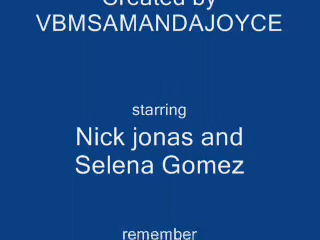 Created by
VBMSAMANDAJOYCE
starring
Nick jonas and
Selena Gomez
remember